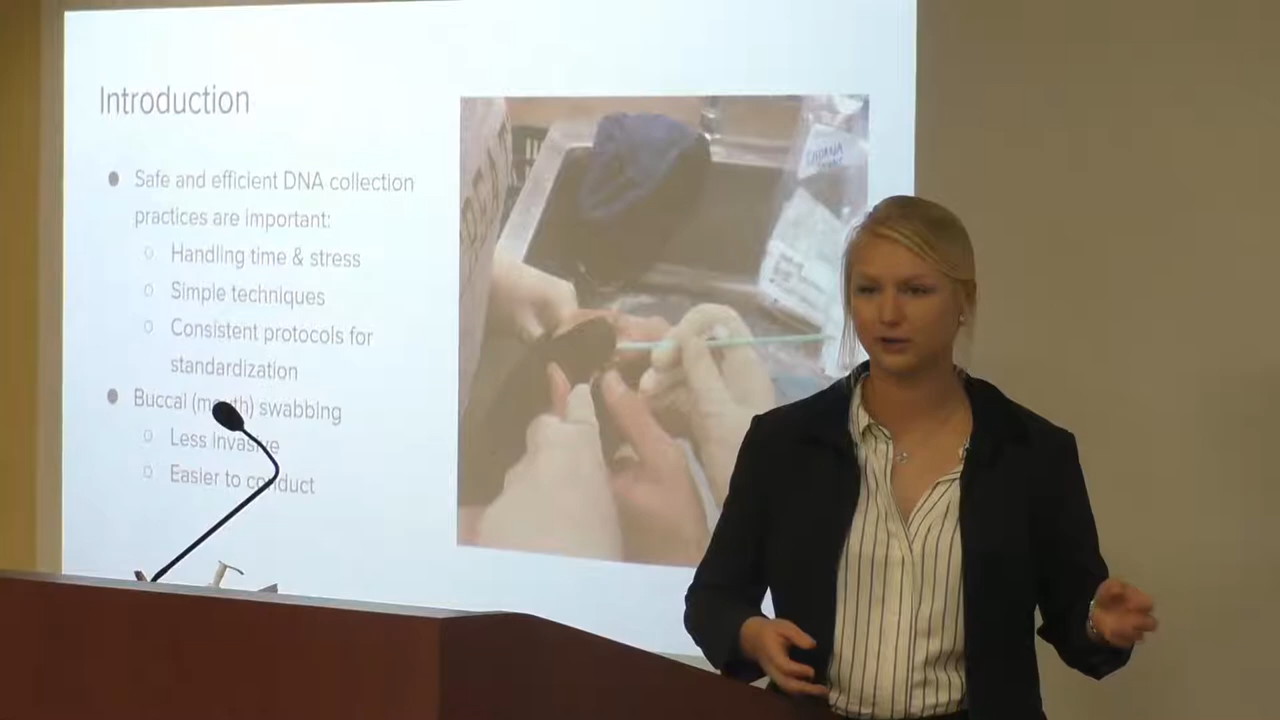 Introduction
● Safe and efficient DNA collection
practices are important:
○ Handling time & stress
○ Simple techniques
○ Consistent protocols for
standardization
● Buccal (mouth) swabbing
○ Less invasive
○ Easier to conduct